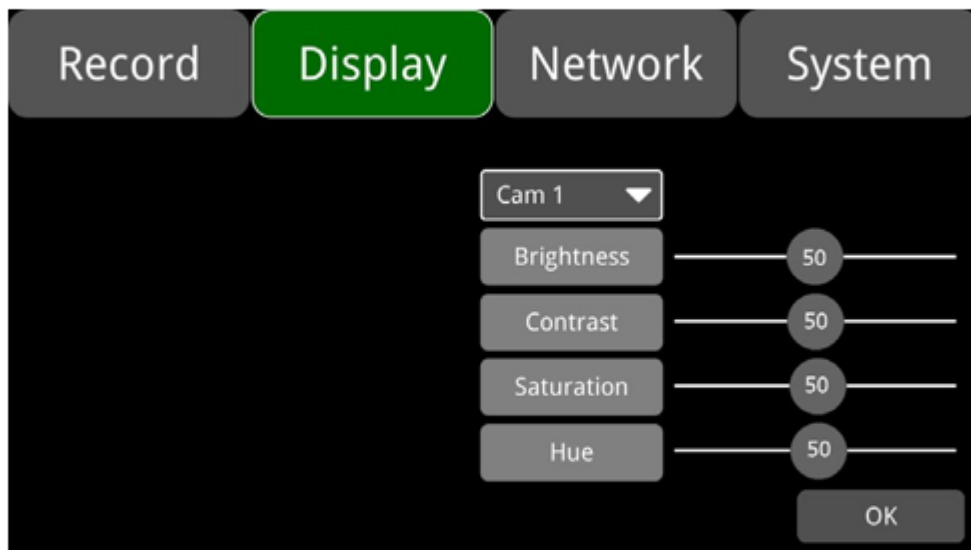 Record Display Network System
Cam 1
Brightness 50
Contrast 50
Saturation 50
Hue 50
OK